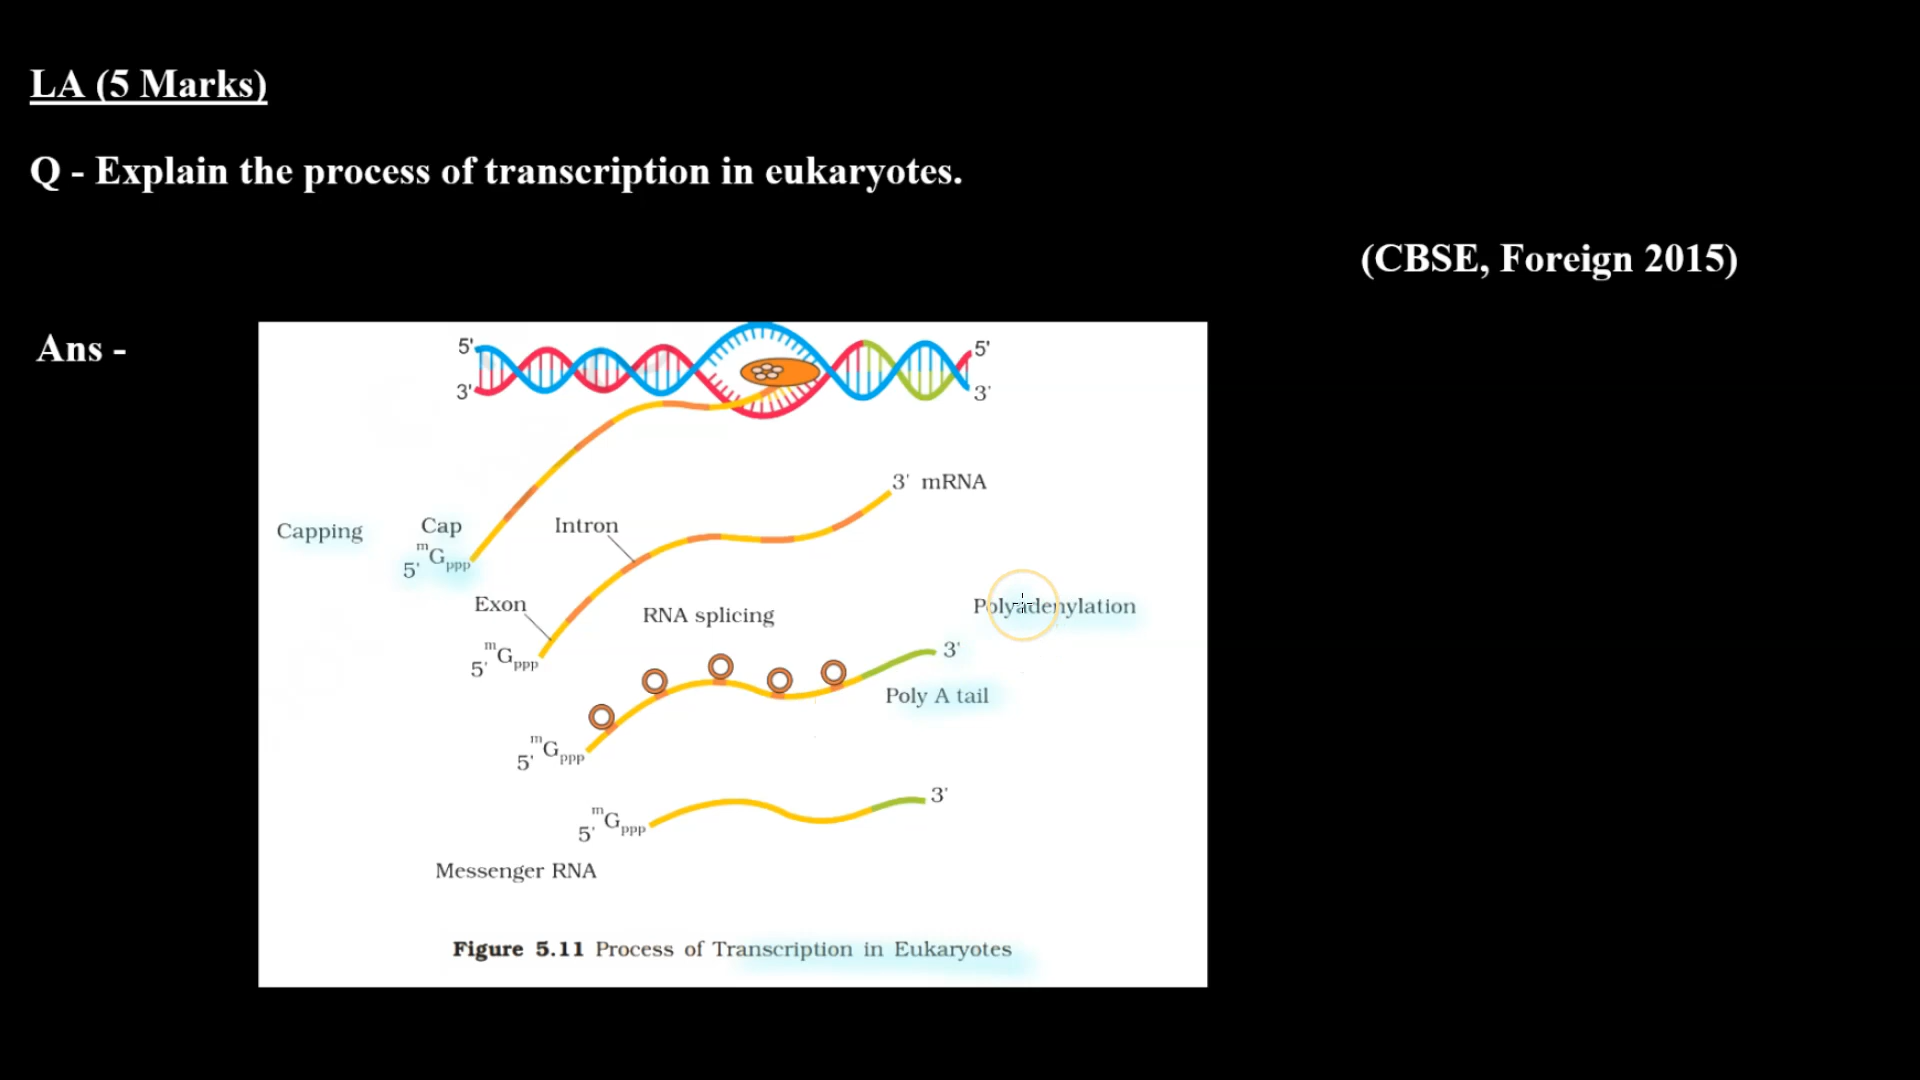 LA (5 Marks)
Q - Explain the process of transcription in eukaryotes.
(CBSE, Foreign 2015)
Ans -
5' 5'
3' 3'
3' mRNA
Capping Cap Intron
5' mGppp
Exon RNA splicing Polyadenylation
5' mGppp 3'
Poly A tail
5' mGppp
3'
5' mGppp
Messenger RNA
Figure 5.11 Process of Transcription in Eukaryotes